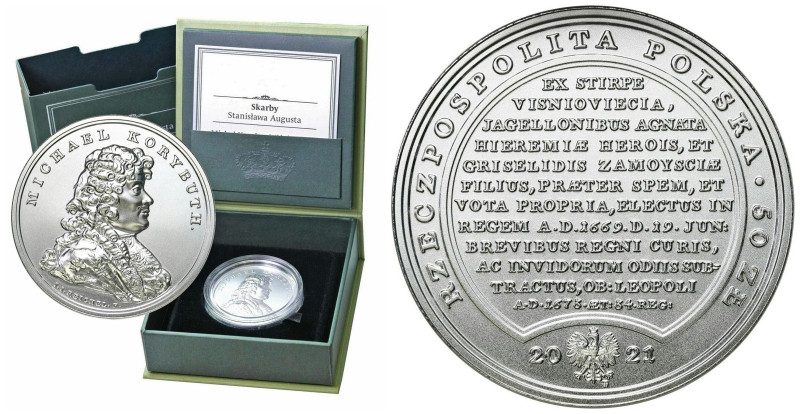 Skarby
Stanisława Augusta
MICHAEL KORYBUTH.
RZECZPOSPOLITA POLSKA · 50 ZŁ
EX STIRPE
VISNIOVIECIA,
JAGELLONIBUS AGNATA
HIEREMIÆ HEROIS, ET
GRISELIDIS ZAMOYSCIÆ
FILIUS, PRÆTER SPEM, ET
VOTA PROPRIA, ELECTUS IN
REGEM A.D.1669.D.19. JUN:
BREVIBUS REGNI CURIS,
AC INVIDORUM ODIIS SUB-
TRACTUS, OB: LEOPOLI
A·D·1673·ÆT:34·REG:
20 21